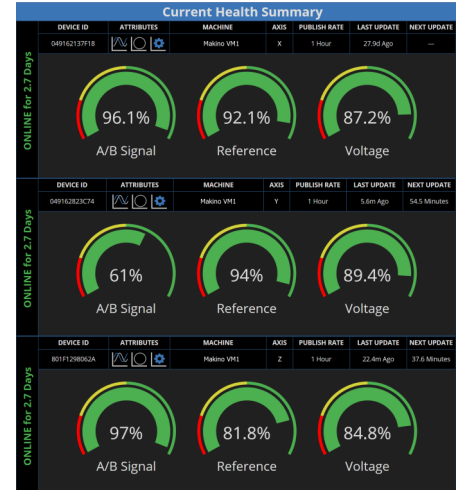 Current Health Summary
ONLINE for 2.7 Days
DEVICE ID ATTRIBUTES MACHINE AXIS PUBLISH RATE LAST UPDATE NEXT UPDATE
049162137F18 Makino VM1 X 1 Hour 27.9d Ago —
96.1% 92.1% 87.2%
A/B Signal Reference Voltage
ONLINE for 2.7 Days
DEVICE ID ATTRIBUTES MACHINE AXIS PUBLISH RATE LAST UPDATE NEXT UPDATE
049162823C74 Makino VM1 Y 1 Hour 5.6m Ago 54.5 Minutes
61% 94% 89.4%
A/B Signal Reference Voltage
ONLINE for 2.7 Days
DEVICE ID ATTRIBUTES MACHINE AXIS PUBLISH RATE LAST UPDATE NEXT UPDATE
801F1298062A Makino VM1 Z 1 Hour 22.4m Ago 37.6 Minutes
97% 81.8% 84.8%
A/B Signal Reference Voltage